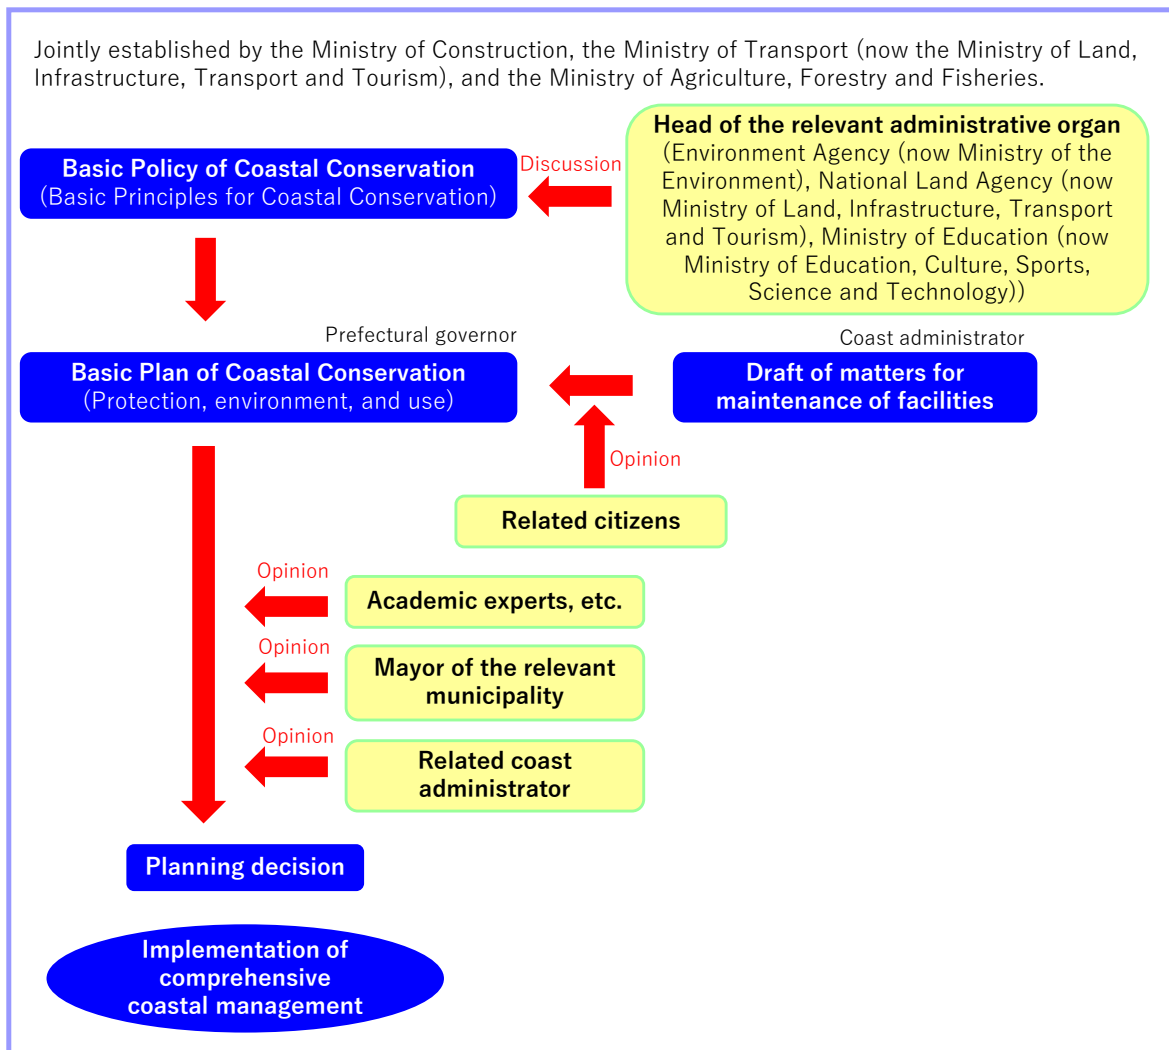 Jointly established by the Ministry of Construction, the Ministry of Transport (now the Ministry of Land,
Infrastructure, Transport and Tourism), and the Ministry of Agriculture, Forestry and Fisheries.
Head of the relevant administrative organ
(Environment Agency (now Ministry of the
Environment), National Land Agency (now
Ministry of Land, Infrastructure, Transport
and Tourism), Ministry of Education (now
Ministry of Education, Culture, Sports,
Science and Technology))
Discussion
Basic Policy of Coastal Conservation
(Basic Principles for Coastal Conservation)
Prefectural governor
Basic Plan of Coastal Conservation
(Protection, environment, and use)
Coast administrator
Draft of matters for
maintenance of facilities
Opinion
Related citizens
Opinion
Academic experts, etc.
Opinion
Mayor of the relevant
municipality
Opinion
Related coast
administrator
Planning decision
Implementation of
comprehensive
coastal management